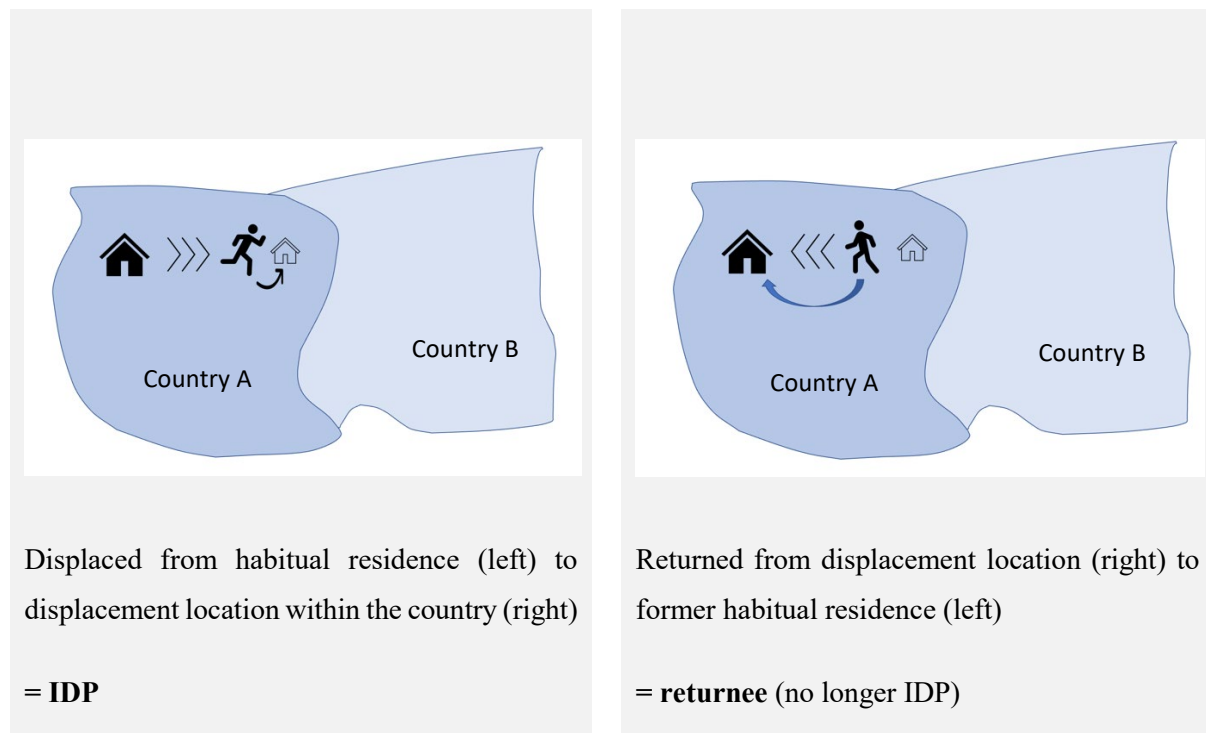 Country A
Country B
Displaced from habitual residence (left) to
displacement location within the country (right)
= IDP
Country A
Country B
Returned from displacement location (right) to
former habitual residence (left)
= returnee (no longer IDP)